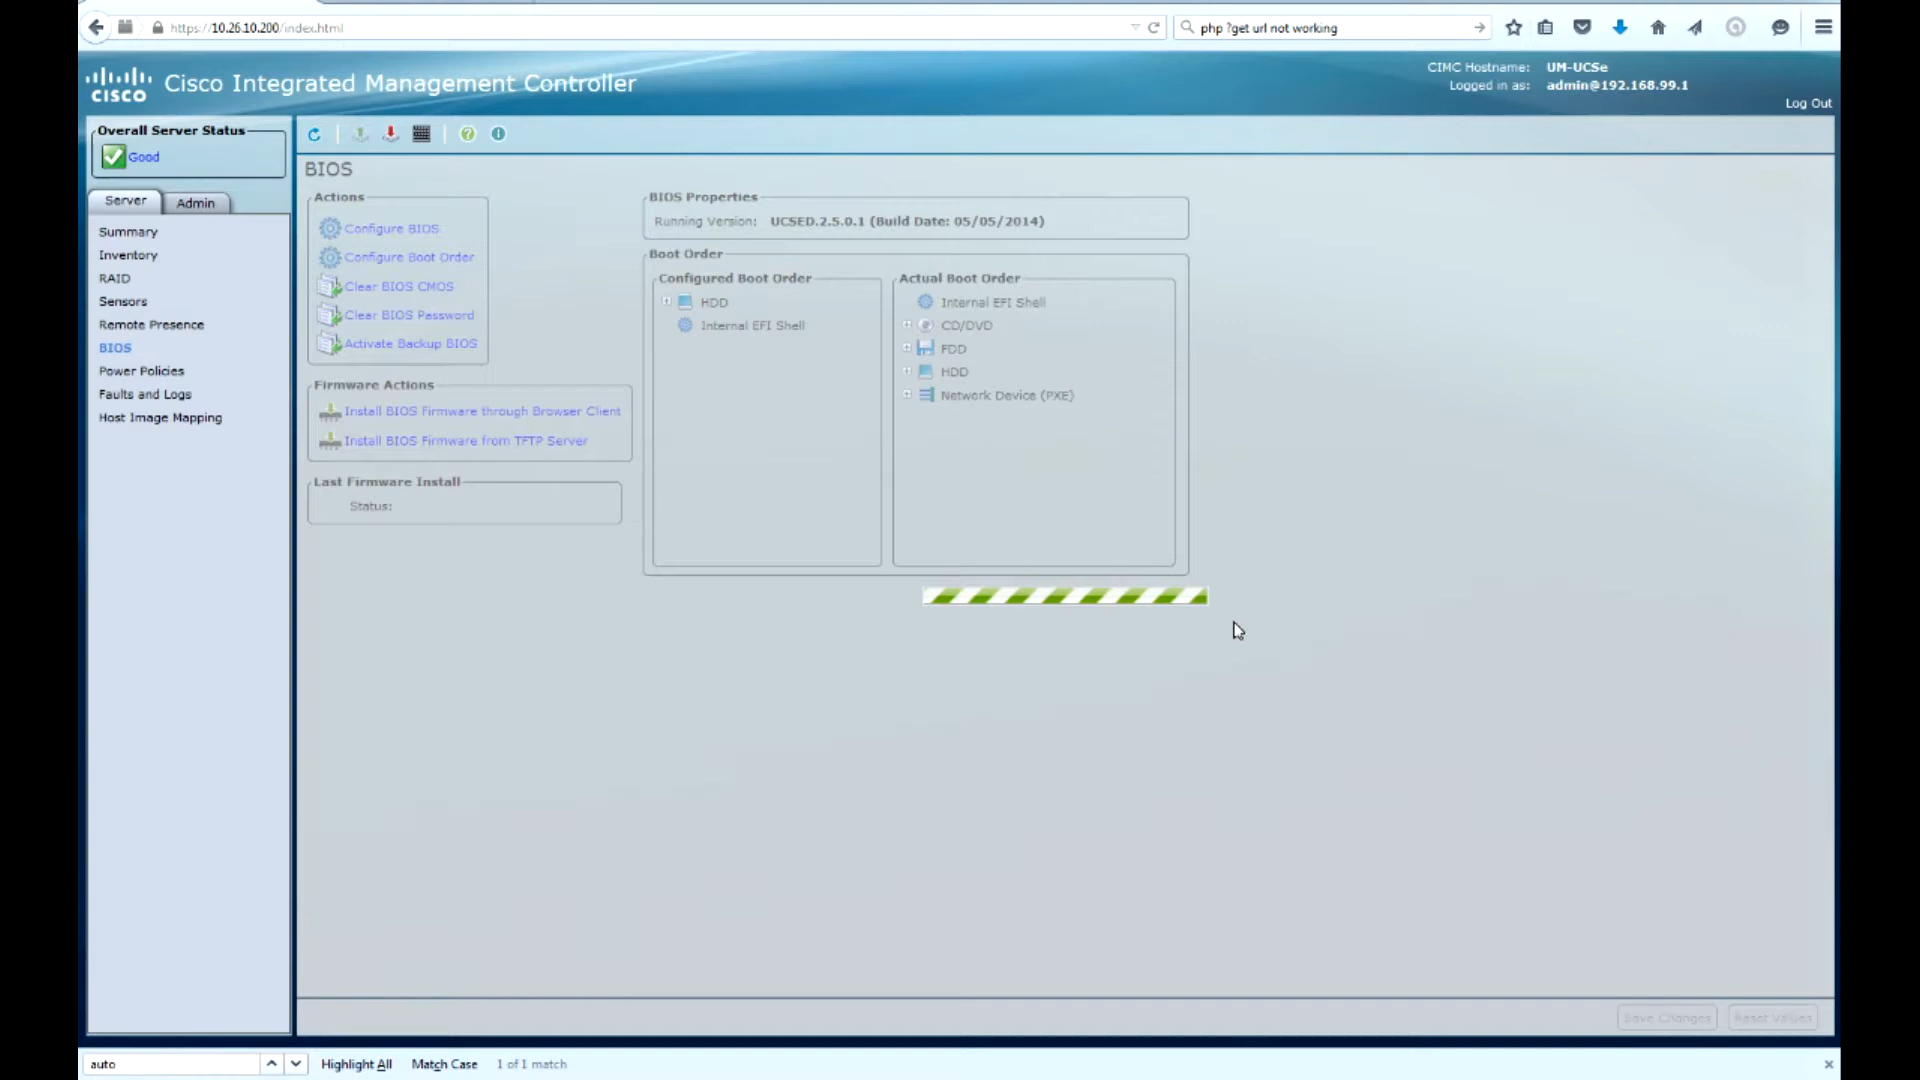 https://10.26.10.200/index.html
php ?get url not working
CISCO
Cisco Integrated Management Controller
CIMC Hostname: UM-UCSe
Logged in as: admin@192.168.99.1
Log Out
Overall Server Status
Good
Server
Admin
Summary
Inventory
RAID
Sensors
Remote Presence
BIOS
Power Policies
Faults and Logs
Host Image Mapping
BIOS
Actions
Configure BIOS
Configure Boot Order
Clear BIOS CMOS
Clear BIOS Password
Activate Backup BIOS
Firmware Actions
Install BIOS Firmware through Browser Client
Install BIOS Firmware from TFTP Server
Last Firmware Install
Status:
BIOS Properties
Running Version: UCSED.2.5.0.1 (Build Date: 05/05/2014)
Boot Order
Configured Boot Order
HDD
Internal EFI Shell
Actual Boot Order
Internal EFI Shell
CD/DVD
FDD
HDD
Network Device (PXE)
Save Changes
Reset Values
auto
Highlight All
Match Case
1 of 1 match